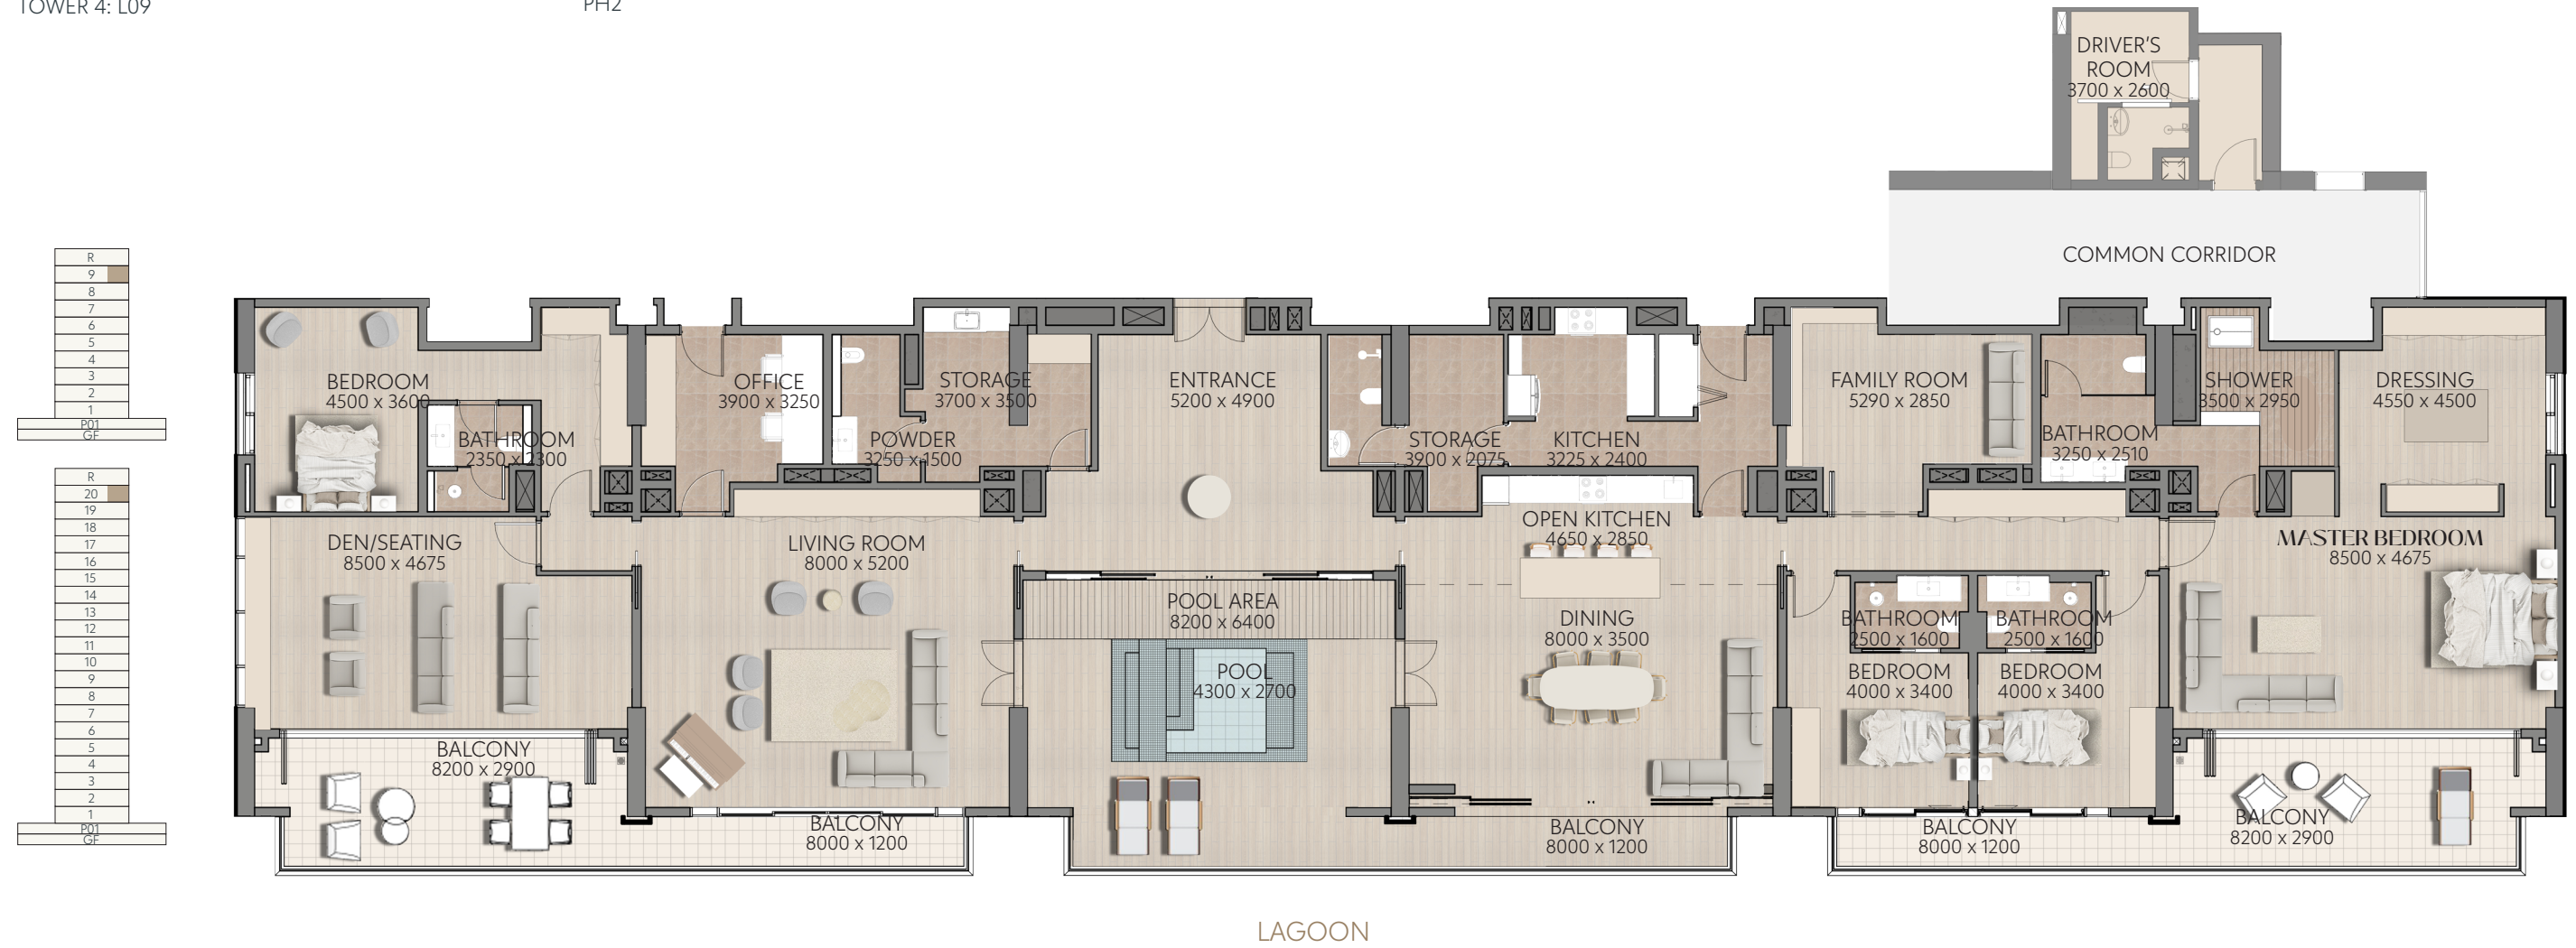 TOWER 4: L09
PH2
DRIVER'S
ROOM
3700 x 2600
COMMON CORRIDOR
R
9
8
7
6
5
4
3
2
1
P01
GF
R
20
19
18
17
16
15
14
13
12
11
10
9
8
7
6
5
4
3
2
1
P01
GF
BEDROOM
4500 x 3600
BATHROOM
2350 x 2300
OFFICE
3900 x 3250
POWDER
3250 x 1500
STORAGE
3700 x 3500
ENTRANCE
5200 x 4900
STORAGE
3900 x 2075
KITCHEN
3225 x 2400
FAMILY ROOM
5290 x 2850
BATHROOM
3250 x 2510
SHOWER
3500 x 2950
DRESSING
4550 x 4500
DEN/SEATING
8500 x 4675
LIVING ROOM
8000 x 5200
OPEN KITCHEN
4650 x 2850
MASTER BEDROOM
8500 x 4675
POOL AREA
8200 x 6400
DINING
8000 x 3500
BATHROOM
2500 x 1600
BATHROOM
2500 x 1600
POOL
4300 x 2700
BEDROOM
4000 x 3400
BEDROOM
4000 x 3400
BALCONY
8200 x 2900
BALCONY
8000 x 1200
BALCONY
8000 x 1200
BALCONY
8000 x 1200
BALCONY
8200 x 2900
LAGOON